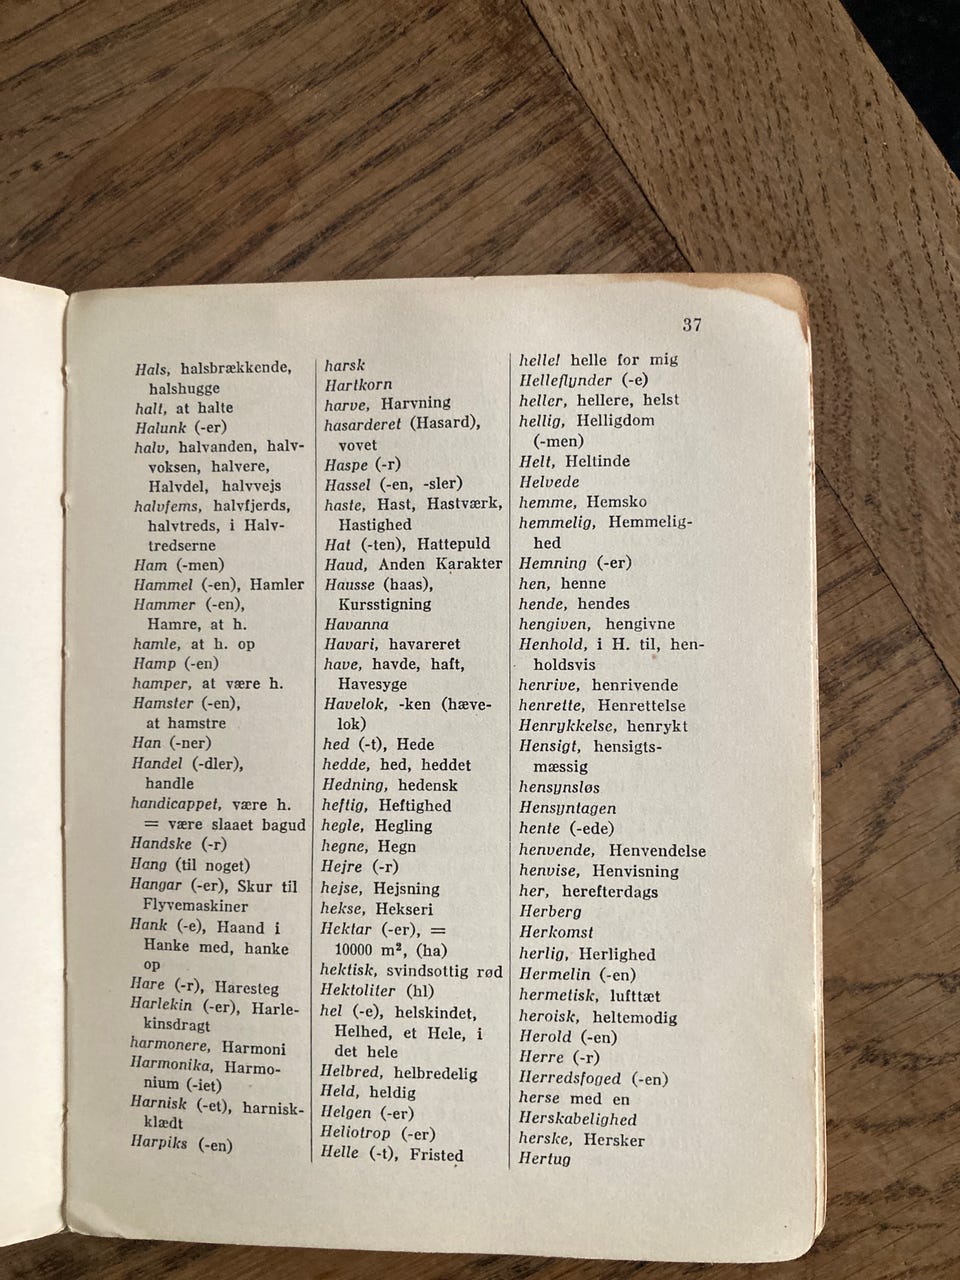 37
Hals, halsbrækkende,
halshugge
halt, at halte
Halunk (-er)
halv, halvanden, halv-
voksen, halvere,
Halvdel, halvvejs
halvfems, halvfjerds,
halvtreds, i Halv-
tredserne
Ham (-men)
Hammel (-en), Hamler
Hammer (-en),
Hamre, at h.
hamle, at h. op
Hamp (-en)
hamper, at være h.
Hamster (-en),
at hamstre
Han (-ner)
Handel (-dler),
handle
handicappet, være h.
= være slaaet bagud
Handske (-r)
Hang (til noget)
Hangar (-er), Skur til
Flyvemaskiner
Hank (-e), Haand i
Hanke med, hanke
op
Hare (-r), Haresteg
Harlekin (-er), Harle-
kinsdragt
harmonere, Harmoni
Harmonika, Harmo-
nium (-iet)
Harnisk (-et), harnisk-
klædt
Harpiks (-en)
harsk
Hartkorn
harve, Harvning
hasarderet (Hasard),
vovet
Haspe (-r)
Hassel (-en, -sler)
haste, Hast, Hastværk,
Hastighed
Hat (-ten), Hattepuld
Haud, Anden Karakter
Hausse (haas),
Kursstigning
Havanna
Havari, havareret
have, havde, haft,
Havesyge
Havelok, -ken (hæve-
lok)
hed (-t), Hede
hedde, hed, heddet
Hedning, hedensk
heftig, Heftighed
hegle, Hegling
hegne, Hegn
Hejre (-r)
hejse, Hejsning
hekse, Hekseri
Hektar (-er), =
10000 m², (ha)
hektisk, svindsottig rød
Hektoliter (hl)
hel (-e), helskindet,
Helhed, et Hele, i
det hele
Helbred, helbredelig
Held, heldig
Helgen (-er)
Heliotrop (-er)
Helle (-t), Fristed
helle! helle for mig
Helleflynder (-e)
heller, hellere, helst
hellig, Helligdom
(-men)
Helt, Heltinde
Helvede
hemme, Hemsko
hemmelig, Hemmelig-
hed
Hemning (-er)
hen, henne
hende, hendes
hengiven, hengivne
Henhold, i H. til, hen-
holdsvis
henrive, henrivende
henrette, Henrettelse
Henrykkelse, henrykt
Hensigt, hensigts-
mæssig
hensynsløs
Hensyntagen
hente (-ede)
henvende, Henvendelse
henvise, Henvisning
her, herefterdags
Herberg
Herkomst
herlig, Herlighed
Hermelin (-en)
hermetisk, lufttæt
heroisk, heltemodig
Herold (-en)
Herre (-r)
Herredsfoged (-en)
herse med en
Herskabelighed
herske, Hersker
Hertug